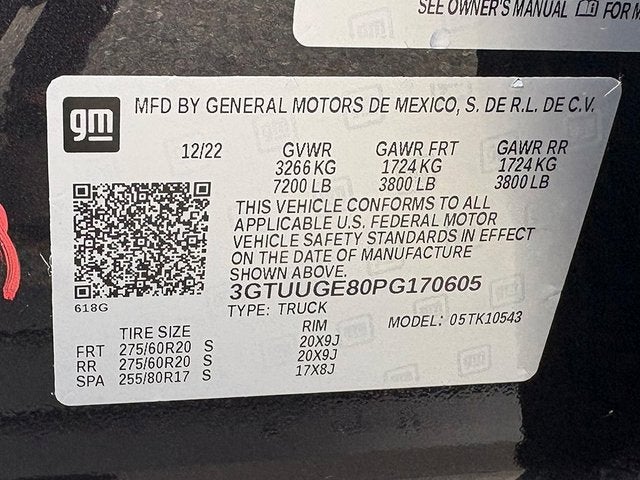 SEE OWNER'S MANUAL FOR M
gm
MFD BY GENERAL MOTORS DE MEXICO, S. DE R.L. DE C.V.
12/22 GVWR GAWR FRT GAWR RR
3266 KG 1724 KG 1724 KG
7200 LB 3800 LB 3800 LB
THIS VEHICLE CONFORMS TO ALL
APPLICABLE U.S. FEDERAL MOTOR
VEHICLE SAFETY STANDARDS IN EFFECT
ON THE DATE OF MANUFACTURE
SHOWN ABOVE.
3GTUUGE80PG170605
618G
TYPE: TRUCK MODEL: 05TK10543
TIRE SIZE RIM
FRT 275/60R20 S 20X9J
RR 275/60R20 S 20X9J
SPA 255/80R17 S 17X8J